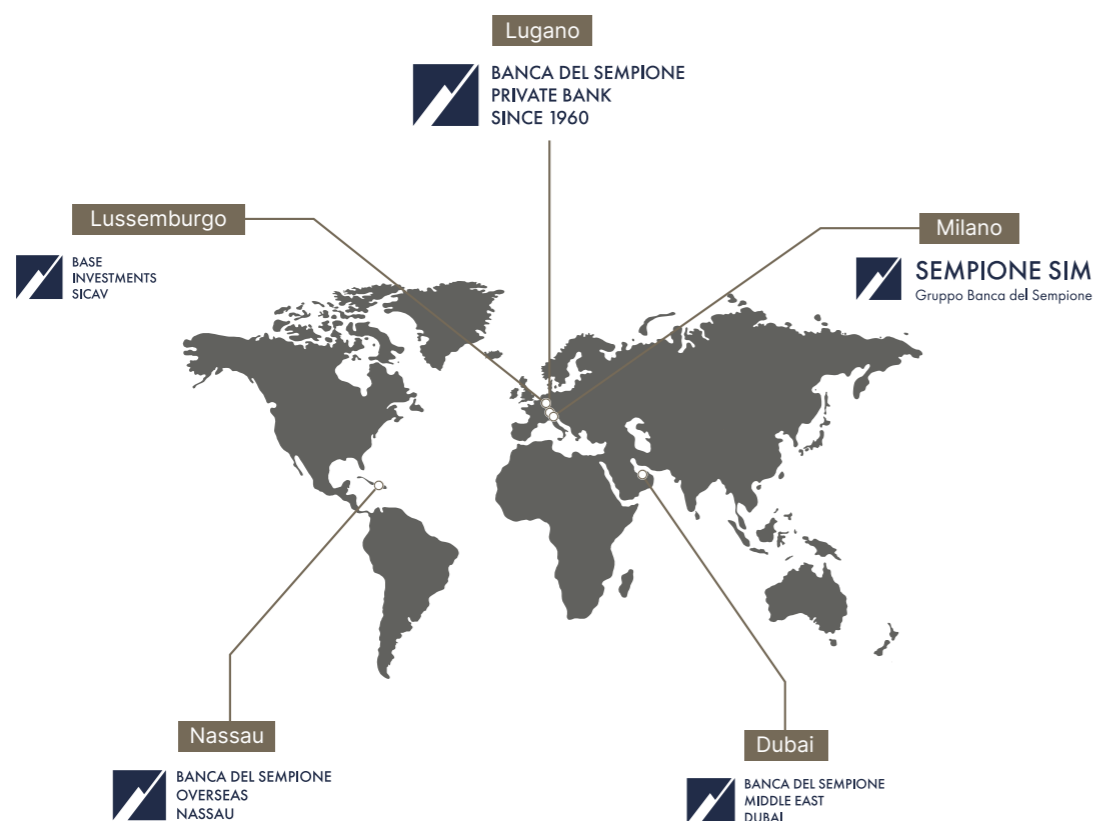 Lugano
BANCA DEL SEMPIONE
PRIVATE BANK
SINCE 1960
Lussemburgo
BASE
INVESTMENTS
SICAV
Milano
SEMPIONE SIM
Gruppo Banca del Sempione
Nassau
BANCA DEL SEMPIONE
OVERSEAS
NASSAU
Dubai
BANCA DEL SEMPIONE
MIDDLE EAST
DUBAI